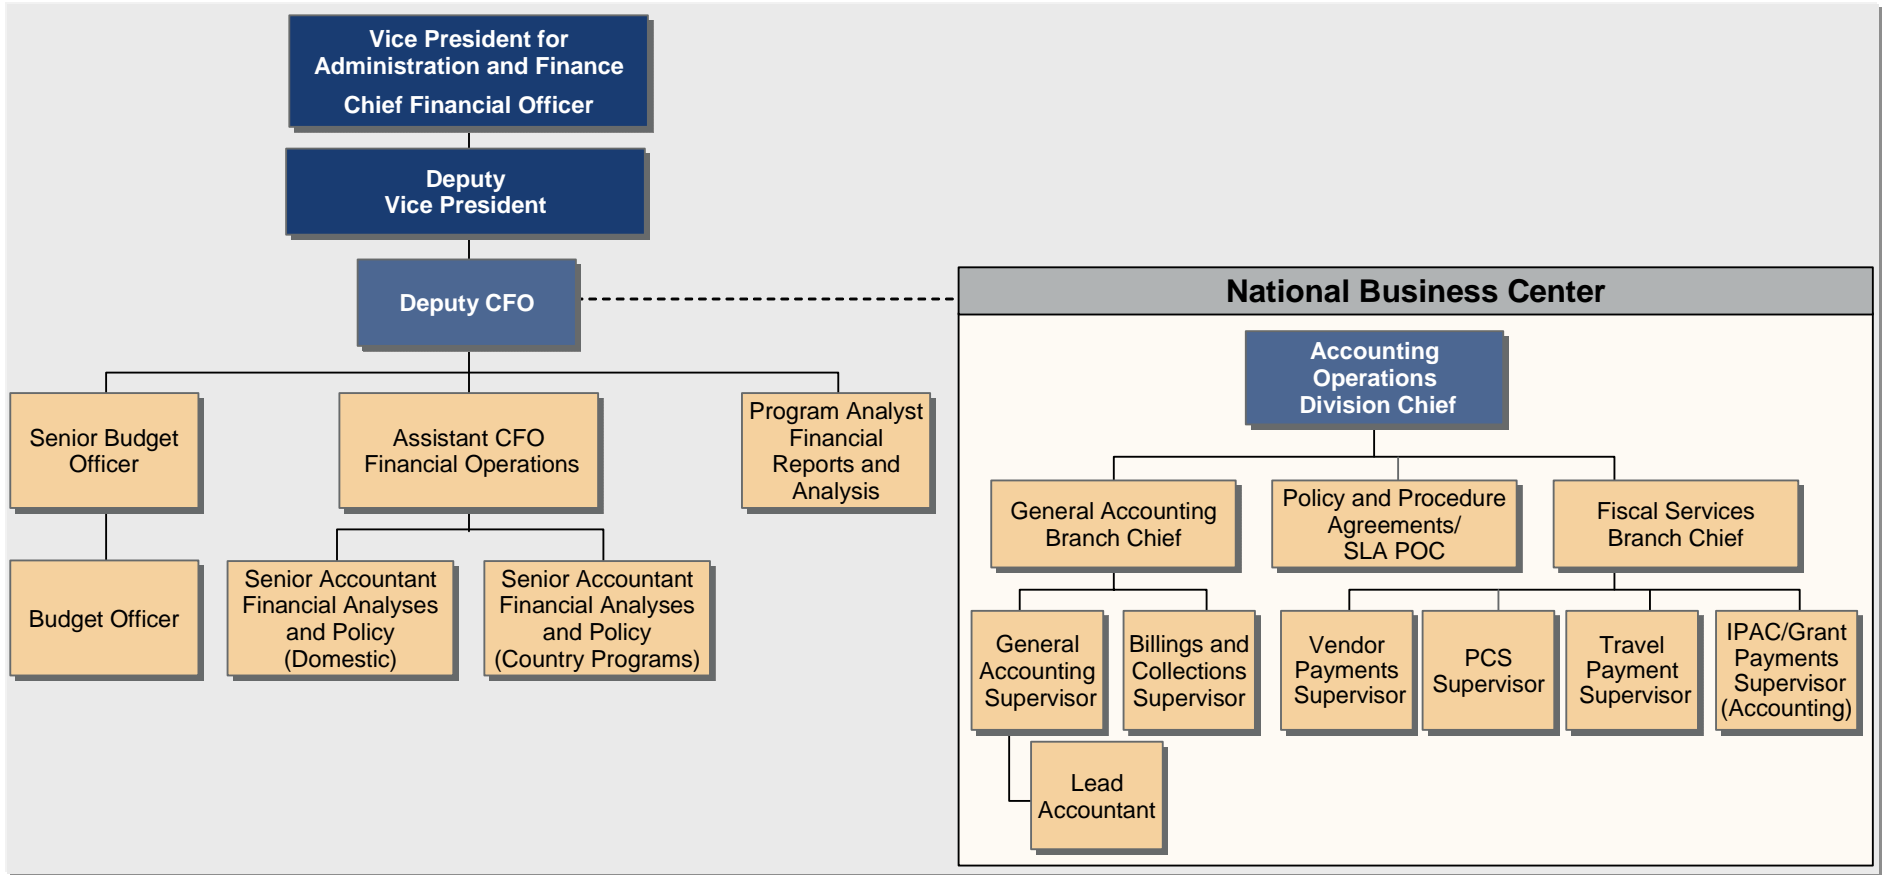 Vice President for
Administration and Finance
Chief Financial Officer
Deputy
Vice President
Deputy CFO
Senior Budget
Officer
Assistant CFO
Financial Operations
Program Analyst
Financial
Reports and
Analysis
Budget Officer
Senior Accountant
Financial Analyses
and Policy
(Domestic)
Senior Accountant
Financial Analyses
and Policy
(Country Programs)
National Business Center
Accounting
Operations
Division Chief
General Accounting
Branch Chief
Policy and Procedure
Agreements/
SLA POC
Fiscal Services
Branch Chief
General
Accounting
Supervisor
Billings and
Collections
Supervisor
Vendor
Payments
Supervisor
PCS
Supervisor
Travel
Payment
Supervisor
IPAC/Grant
Payments
Supervisor
(Accounting)
Lead
Accountant